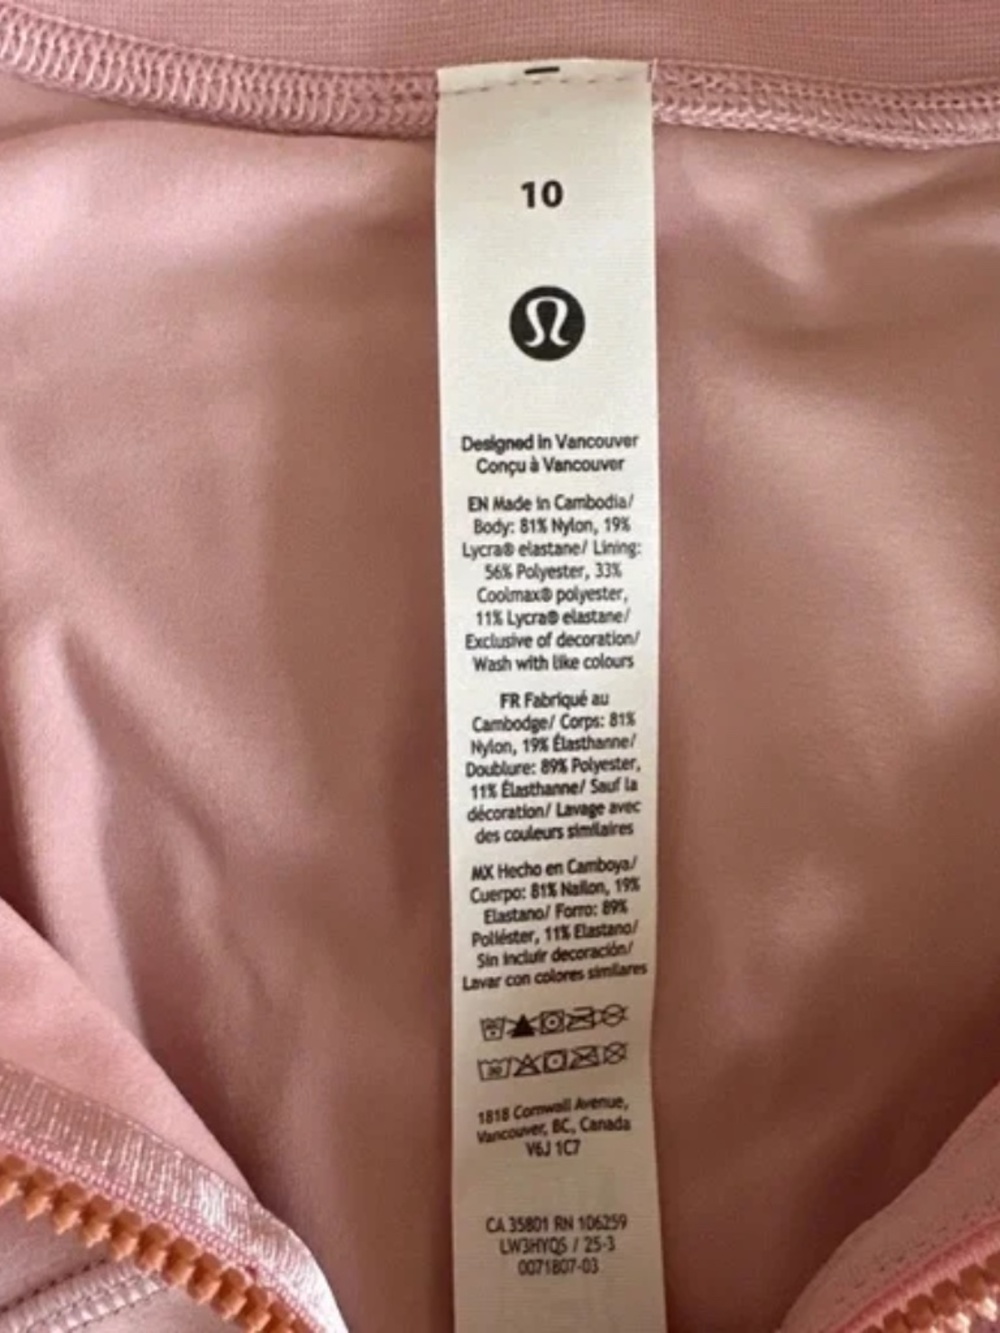 10
Designed in Vancouver
Conçu à Vancouver
EN Made in Cambodia/
Body: 81% Nylon, 19%
Lycra® elastane/ Lining:
56% Polyester, 33%
Coolmax® polyester,
11% Lycra® elastane/
Exclusive of decoration/
Wash with like colours
FR Fabriqué au
Cambodge/ Corps: 81%
Nylon, 19% Élasthanne/
Doublure: 89% Polyester,
11% Élasthanne/ Sauf la
décoration/ Lavage avec
des couleurs similaires
MX Hecho en Camboya/
Cuerpo: 81% Nailon, 19%
Elastano/ Forro: 89%
Poliéster, 11% Elastano/
Sin incluir decoración/
Lavar con colores similares
1818 Cornwall Avenue,
Vancouver, BC, Canada
V6J 1C7
CA 35801 RN 106259
LW3HYQS / 25-3
0071807-03